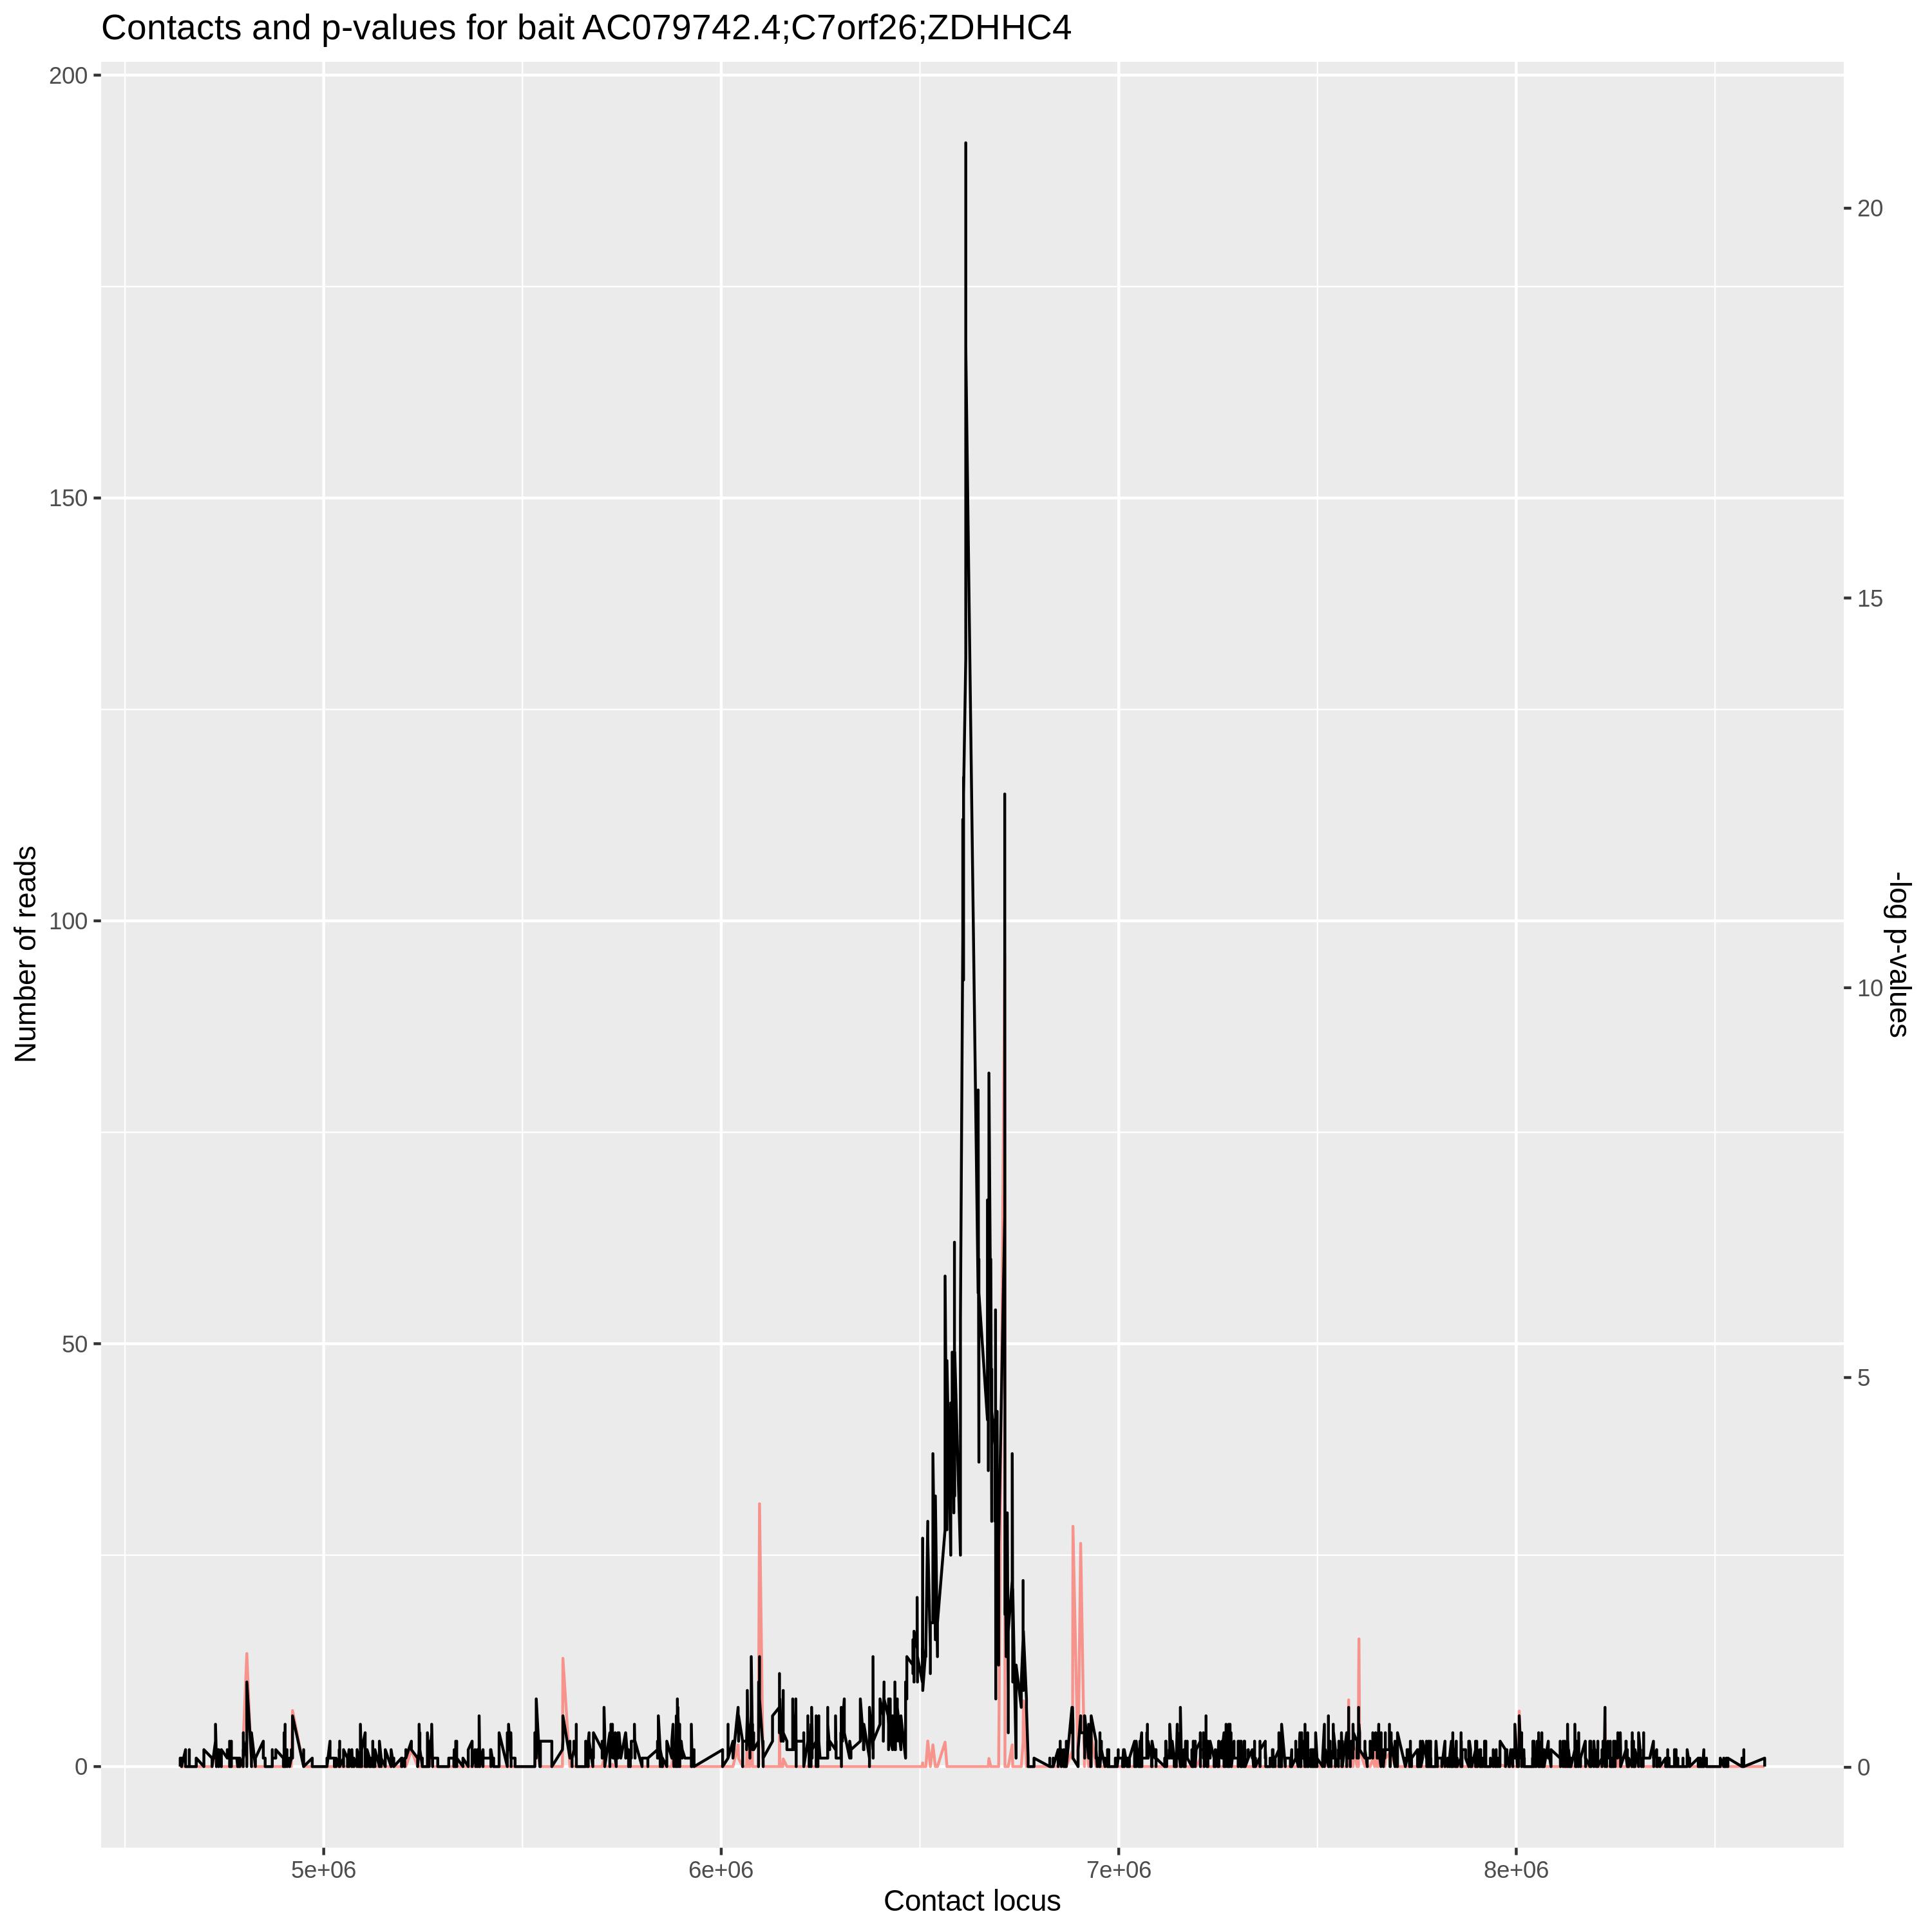 Contacts and p-values for bait AC079742.4;C7orf26;ZDHHC4
200
150
100
50
0
Number of reads
20
15
10
5
0
-log p-values
5e+06
6e+06
7e+06
8e+06
Contact locus